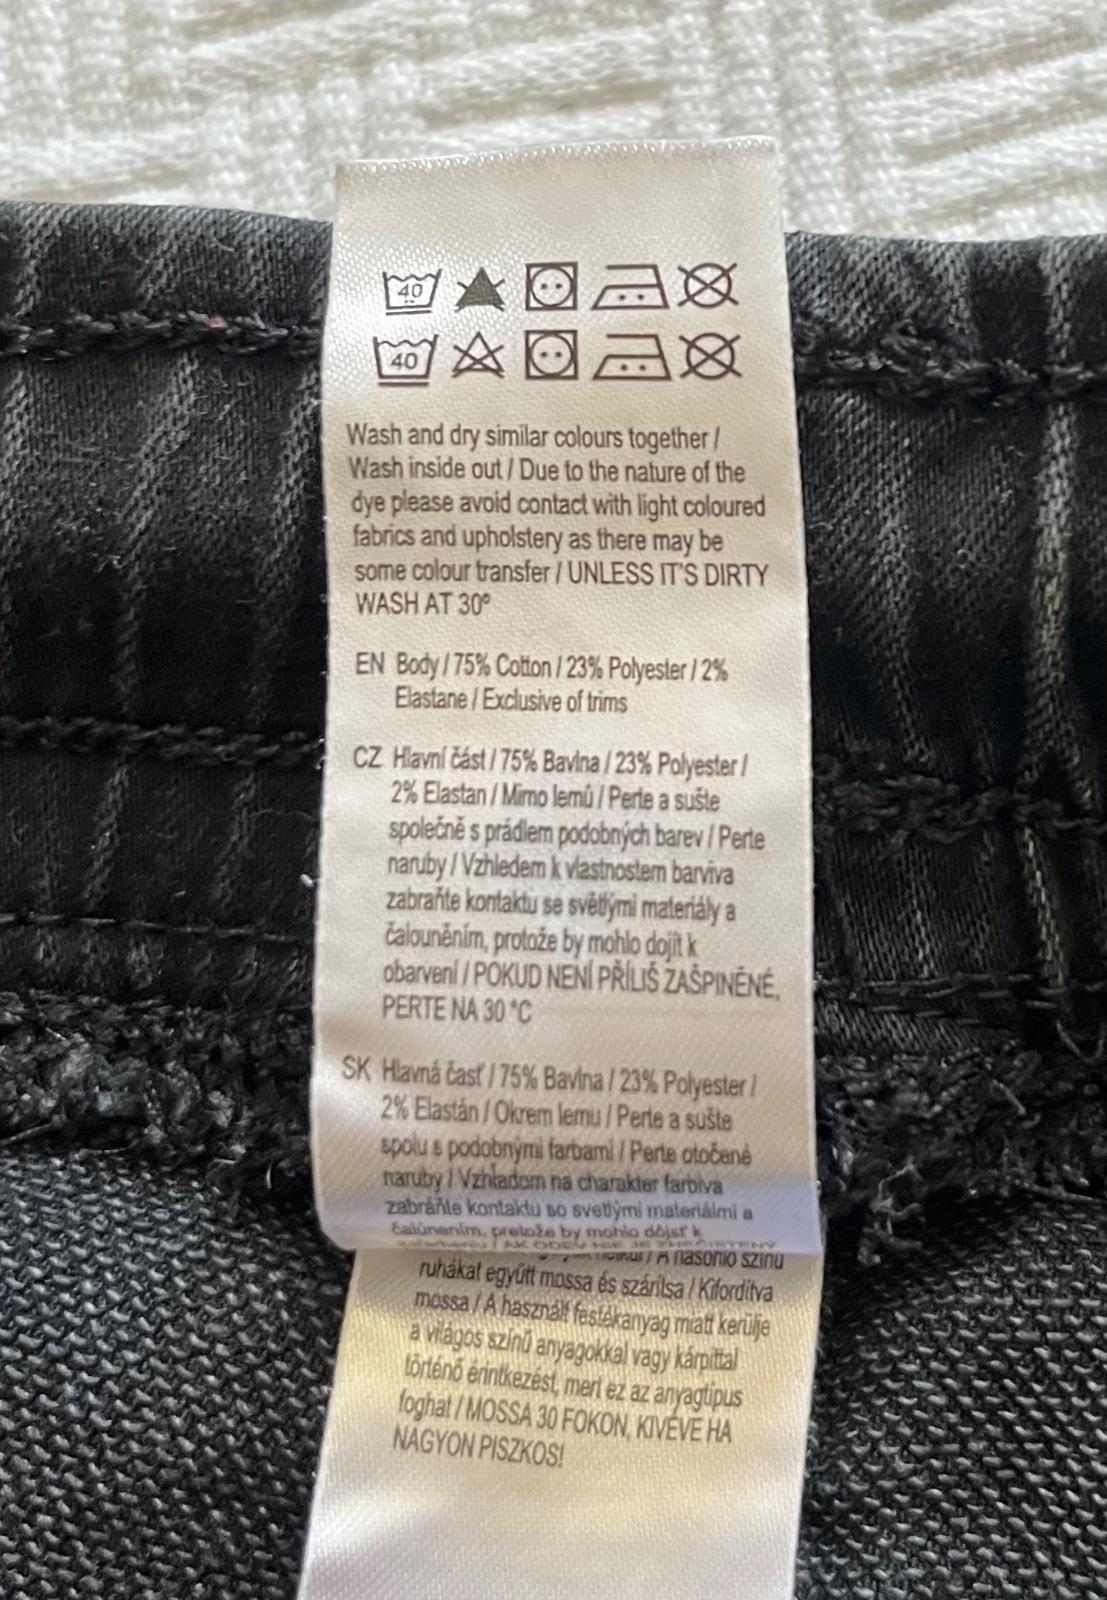 40
40
Wash and dry similar colours together /
Wash inside out / Due to the nature of the
dye please avoid contact with light coloured
fabrics and upholstery as there may be
some colour transfer / UNLESS IT'S DIRTY
WASH AT 30º
EN Body / 75% Cotton / 23% Polyester / 2%
Elastane / Exclusive of trims
CZ Hlavní část / 75% Bavlna / 23% Polyester /
2% Elastan / Mimo lemů / Perte a sušte
společně s prádlem podobných barev / Perte
naruby / Vzhledem k vlastnostem barviva
zabraňte kontaktu se světlými materiály a
čalouněním, protože by mohlo dojít k
obarvení / POKUD NENÍ PŘÍLIŠ ZAŠPINĚNÉ,
PERTE NA 30 °C
SK Hlavná časť / 75% Bavlna / 23% Polyester /
2% Elastán / Okrem lemu / Perte a sušte
spolu s podobnými farbami / Perte otočené
naruby / Vzhľadom na charakter farbiva
zabráňte kontaktu so svetlými materiálmi a
čalúnením, pretože by mohlo dôjsť k
/ A hasonló színű
ruhákat együtt mossa és szárítsa / Kifordítva
mossa / A használt festékanyag miatt kerülje
a világos színű anyagokkal vagy kárpittal
történő érintkezést, mert ez az anyagtípus
foghat / MOSSA 30 FOKON, KIVÉVE HA
NAGYON PISZKOS!